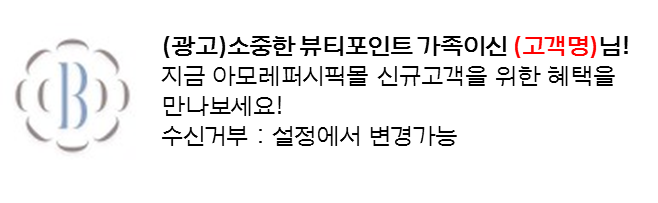 B
(광고)소중한 뷰티포인트 가족이신 (고객명)님!
지금 아모레퍼시픽몰 신규고객을 위한 혜택을
만나보세요!
수신거부 : 설정에서 변경가능